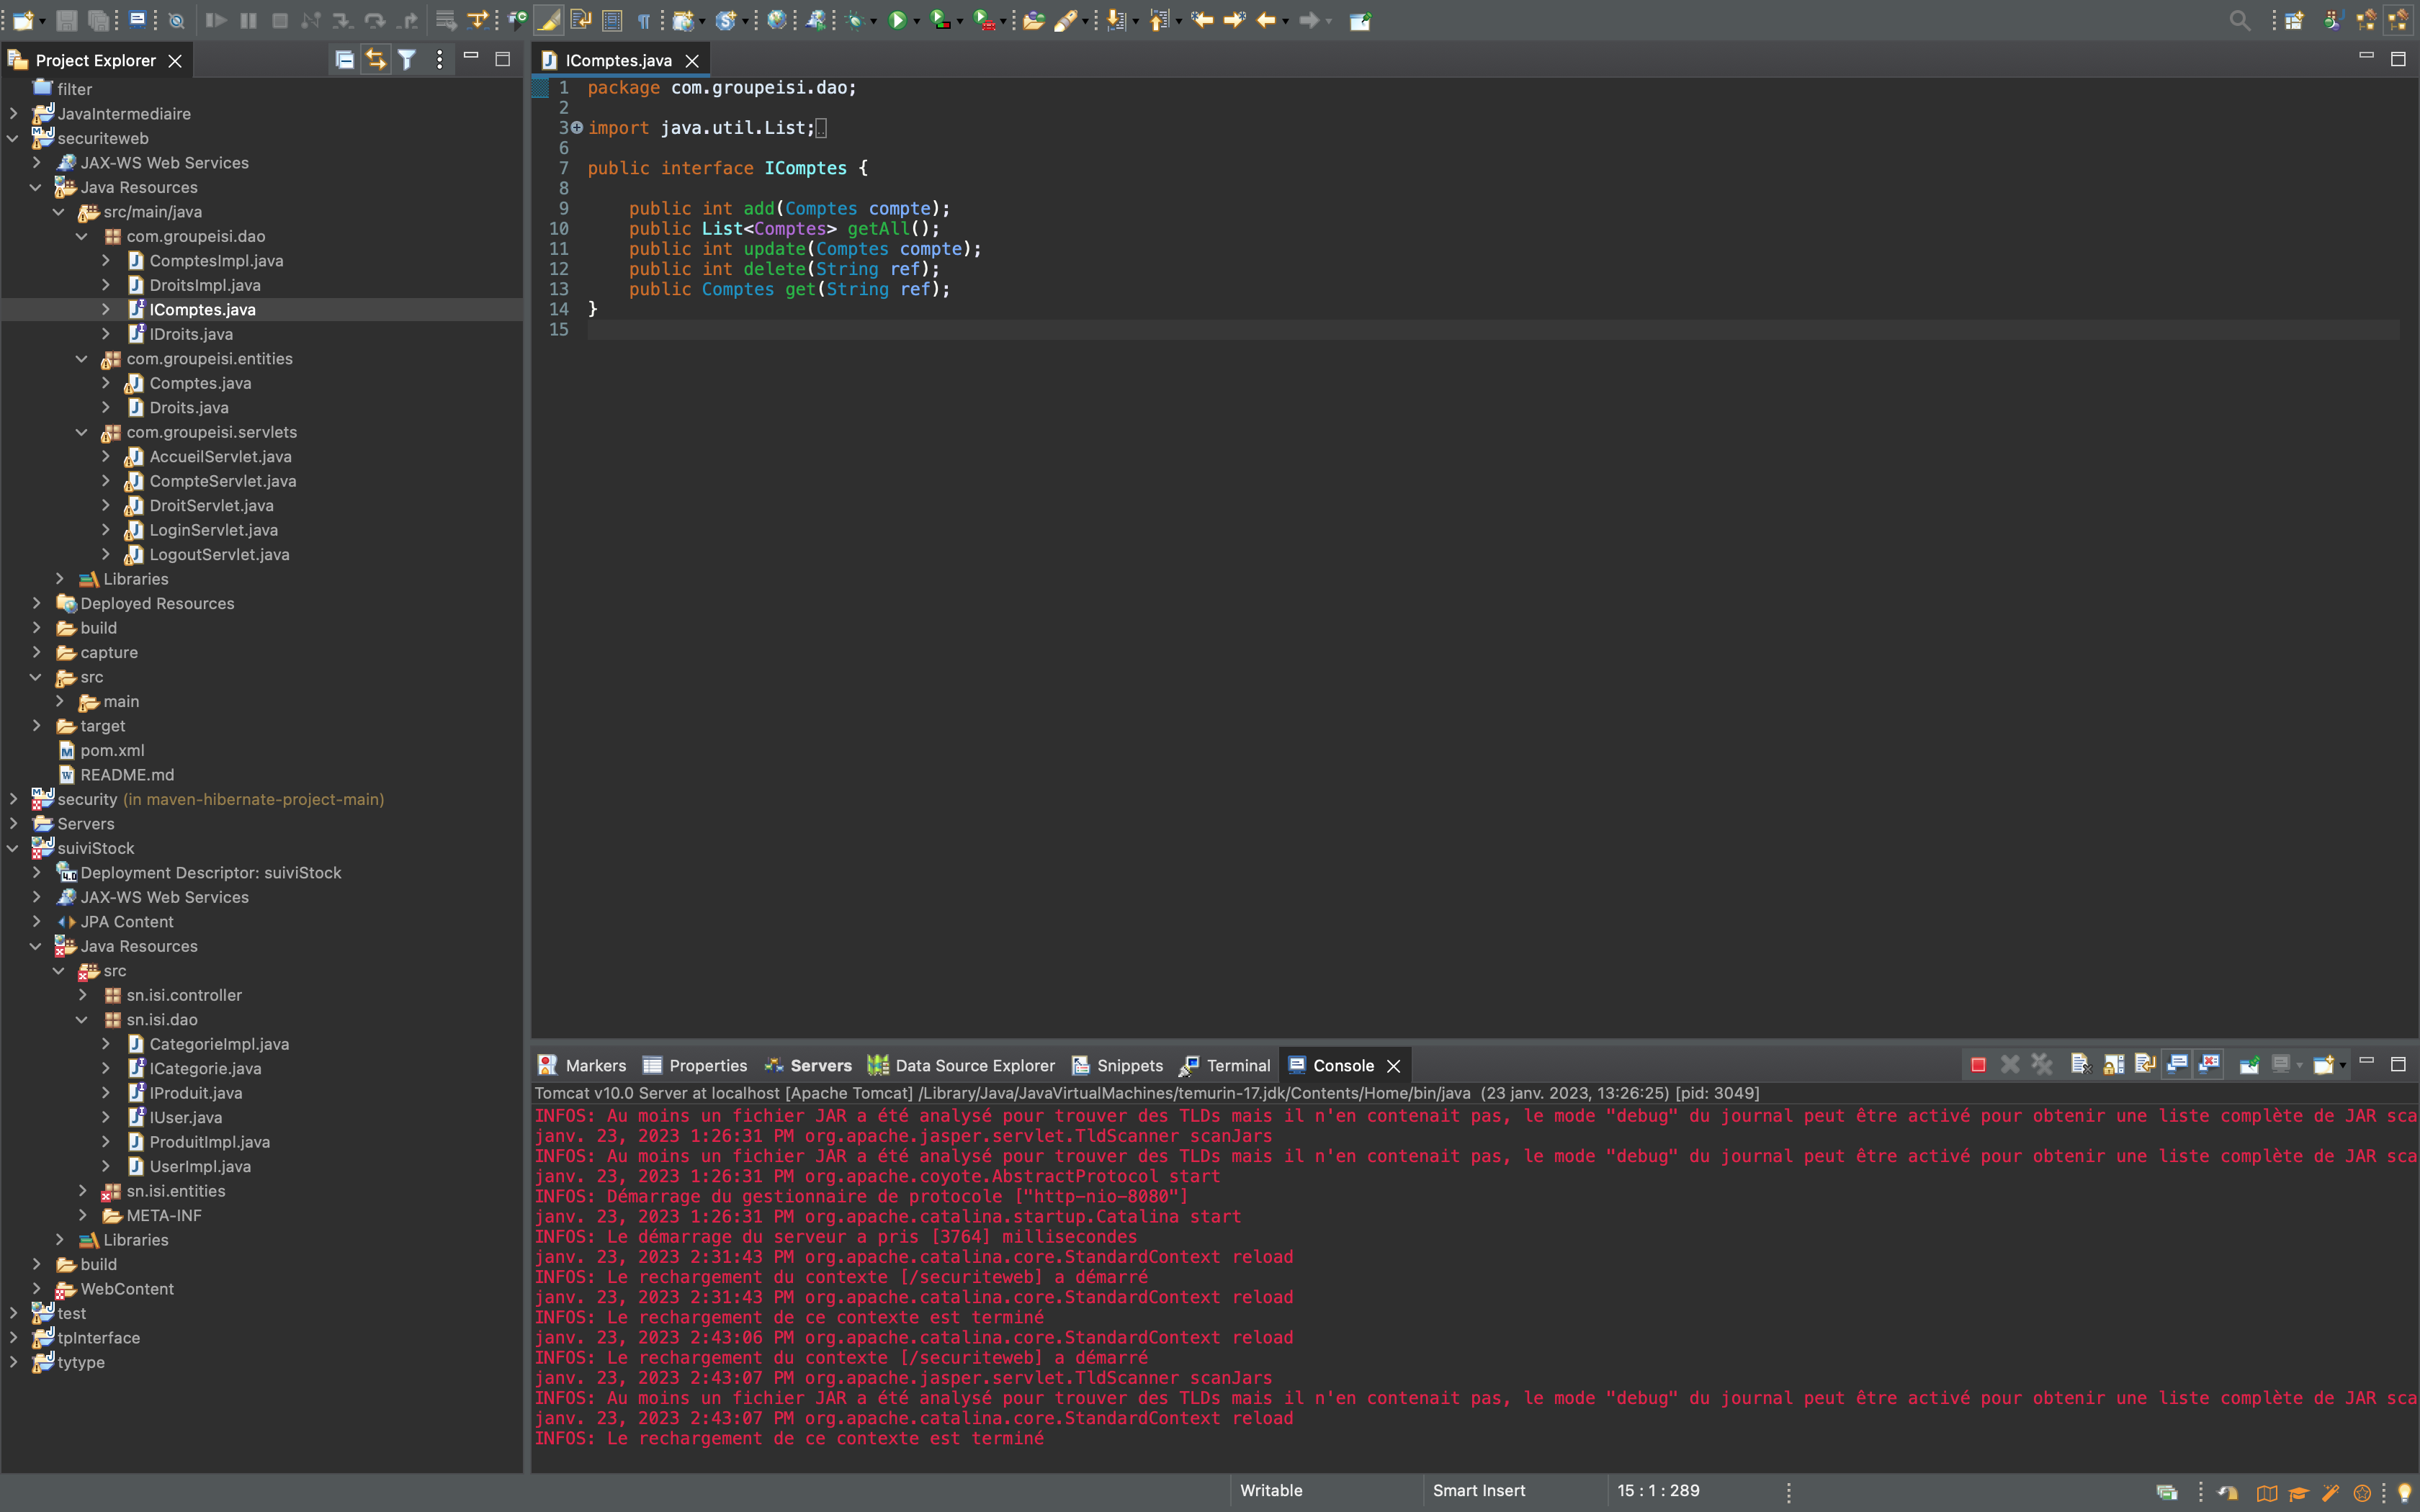 Project Explorer
filter
JavaIntermediaire
securiteweb
JAX-WS Web Services
Java Resources
src/main/java
com.groupeisi.dao
ComptesImpl.java
DroitsImpl.java
IComptes.java
IDroits.java
com.groupeisi.entities
Comptes.java
Droits.java
com.groupeisi.servlets
AccueilServlet.java
CompteServlet.java
DroitServlet.java
LoginServlet.java
LogoutServlet.java
Libraries
Deployed Resources
build
capture
src
main
target
pom.xml
README.md
security (in maven-hibernate-project-main)
Servers
suiviStock
Deployment Descriptor: suiviStock
JAX-WS Web Services
JPA Content
Java Resources
src
sn.isi.controller
sn.isi.dao
CategorieImpl.java
ICategorie.java
IProduit.java
IUser.java
ProduitImpl.java
UserImpl.java
sn.isi.entities
META-INF
Libraries
build
WebContent
test
tpInterface
tytype
IComptes.java
1 package com.groupeisi.dao;
2
3 import java.util.List;
6
7 public interface IComptes {
8
9 public int add(Comptes compte);
10 public List<Comptes> getAll();
11 public int update(Comptes compte);
12 public int delete(String ref);
13 public Comptes get(String ref);
14 }
15
Markers Properties Servers Data Source Explorer Snippets Terminal Console
Tomcat v10.0 Server at localhost [Apache Tomcat] /Library/Java/JavaVirtualMachines/temurin-17.jdk/Contents/Home/bin/java (23 janv. 2023, 13:26:25) [pid: 3049]
INFOS: Au moins un fichier JAR a été analysé pour trouver des TLDs mais il n'en contenait pas, le mode "debug" du journal peut être activé pour obtenir une liste complète de JAR sca
janv. 23, 2023 1:26:31 PM org.apache.jasper.servlet.TldScanner scanJars
INFOS: Au moins un fichier JAR a été analysé pour trouver des TLDs mais il n'en contenait pas, le mode "debug" du journal peut être activé pour obtenir une liste complète de JAR sca
janv. 23, 2023 1:26:31 PM org.apache.coyote.AbstractProtocol start
INFOS: Démarrage du gestionnaire de protocole ["http-nio-8080"]
janv. 23, 2023 1:26:31 PM org.apache.catalina.startup.Catalina start
INFOS: Le démarrage du serveur a pris [3764] millisecondes
janv. 23, 2023 2:31:43 PM org.apache.catalina.core.StandardContext reload
INFOS: Le rechargement du contexte [/securiteweb] a démarré
janv. 23, 2023 2:31:43 PM org.apache.catalina.core.StandardContext reload
INFOS: Le rechargement de ce contexte est terminé
janv. 23, 2023 2:43:06 PM org.apache.catalina.core.StandardContext reload
INFOS: Le rechargement du contexte [/securiteweb] a démarré
janv. 23, 2023 2:43:07 PM org.apache.jasper.servlet.TldScanner scanJars
INFOS: Au moins un fichier JAR a été analysé pour trouver des TLDs mais il n'en contenait pas, le mode "debug" du journal peut être activé pour obtenir une liste complète de JAR sca
janv. 23, 2023 2:43:07 PM org.apache.catalina.core.StandardContext reload
INFOS: Le rechargement de ce contexte est terminé
Writable Smart Insert 15 : 1 : 289